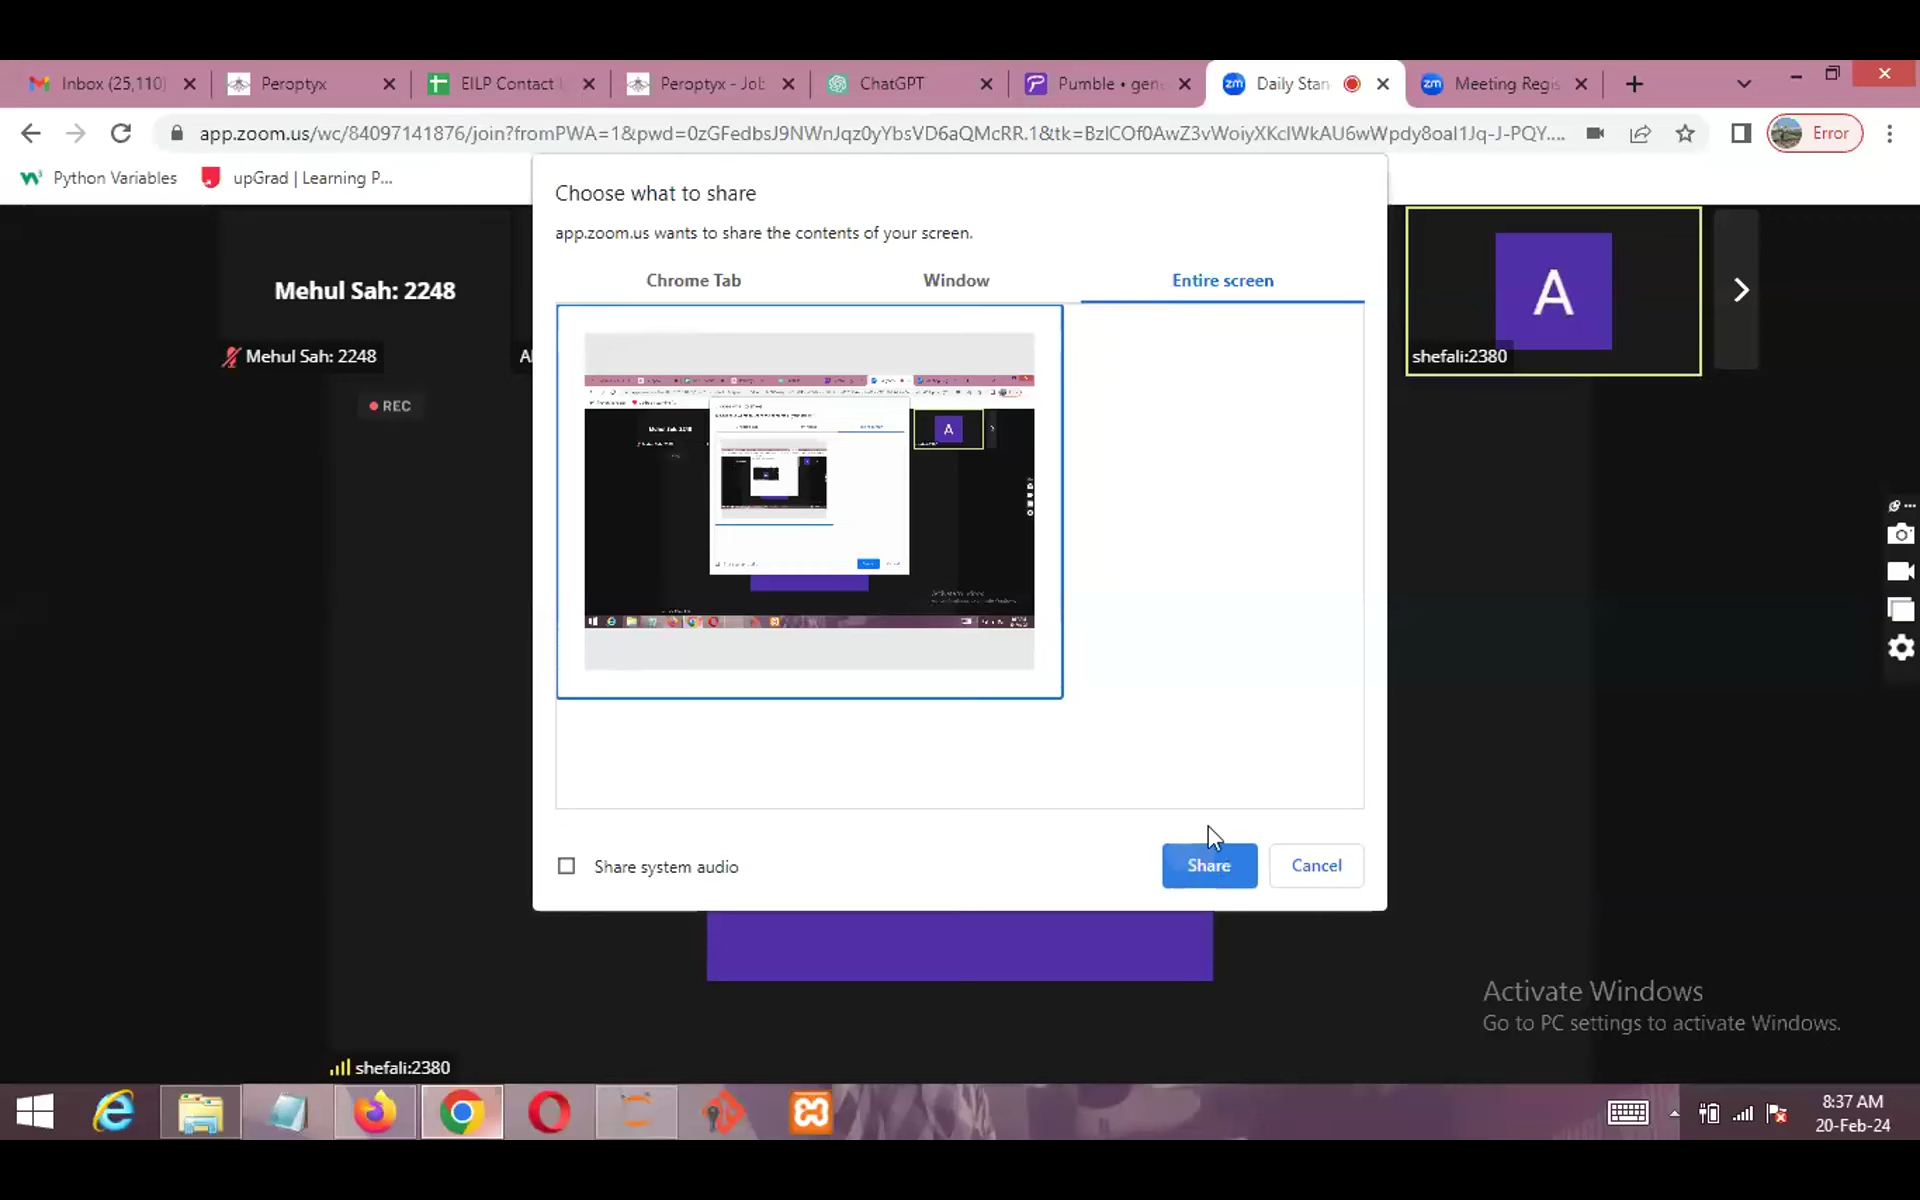 Inbox (25,110)
Peroptyx
EILP Contact
Peroptyx - Job
ChatGPT
Pumble • gen
Daily Stan
Meeting Regis
app.zoom.us/wc/84097141876/join?fromPWA=1&pwd=0zGFedbsJ9NWnJqz0yYbsVD6aQMcRR.1&tk=BzlCOf0AwZ3vWoiyXKclWkAU6wWpdy8oal1Jq-J-PQY....
Error
Python Variables
upGrad | Learning P...
Choose what to share
app.zoom.us wants to share the contents of your screen.
Chrome Tab
Window
Entire screen
Mehul Sah: 2248
Mehul Sah: 2248
A
shefali:2380
REC
Share system audio
Share
Cancel
Activate Windows
Go to PC settings to activate Windows.
shefali:2380
8:37 AM
20-Feb-24